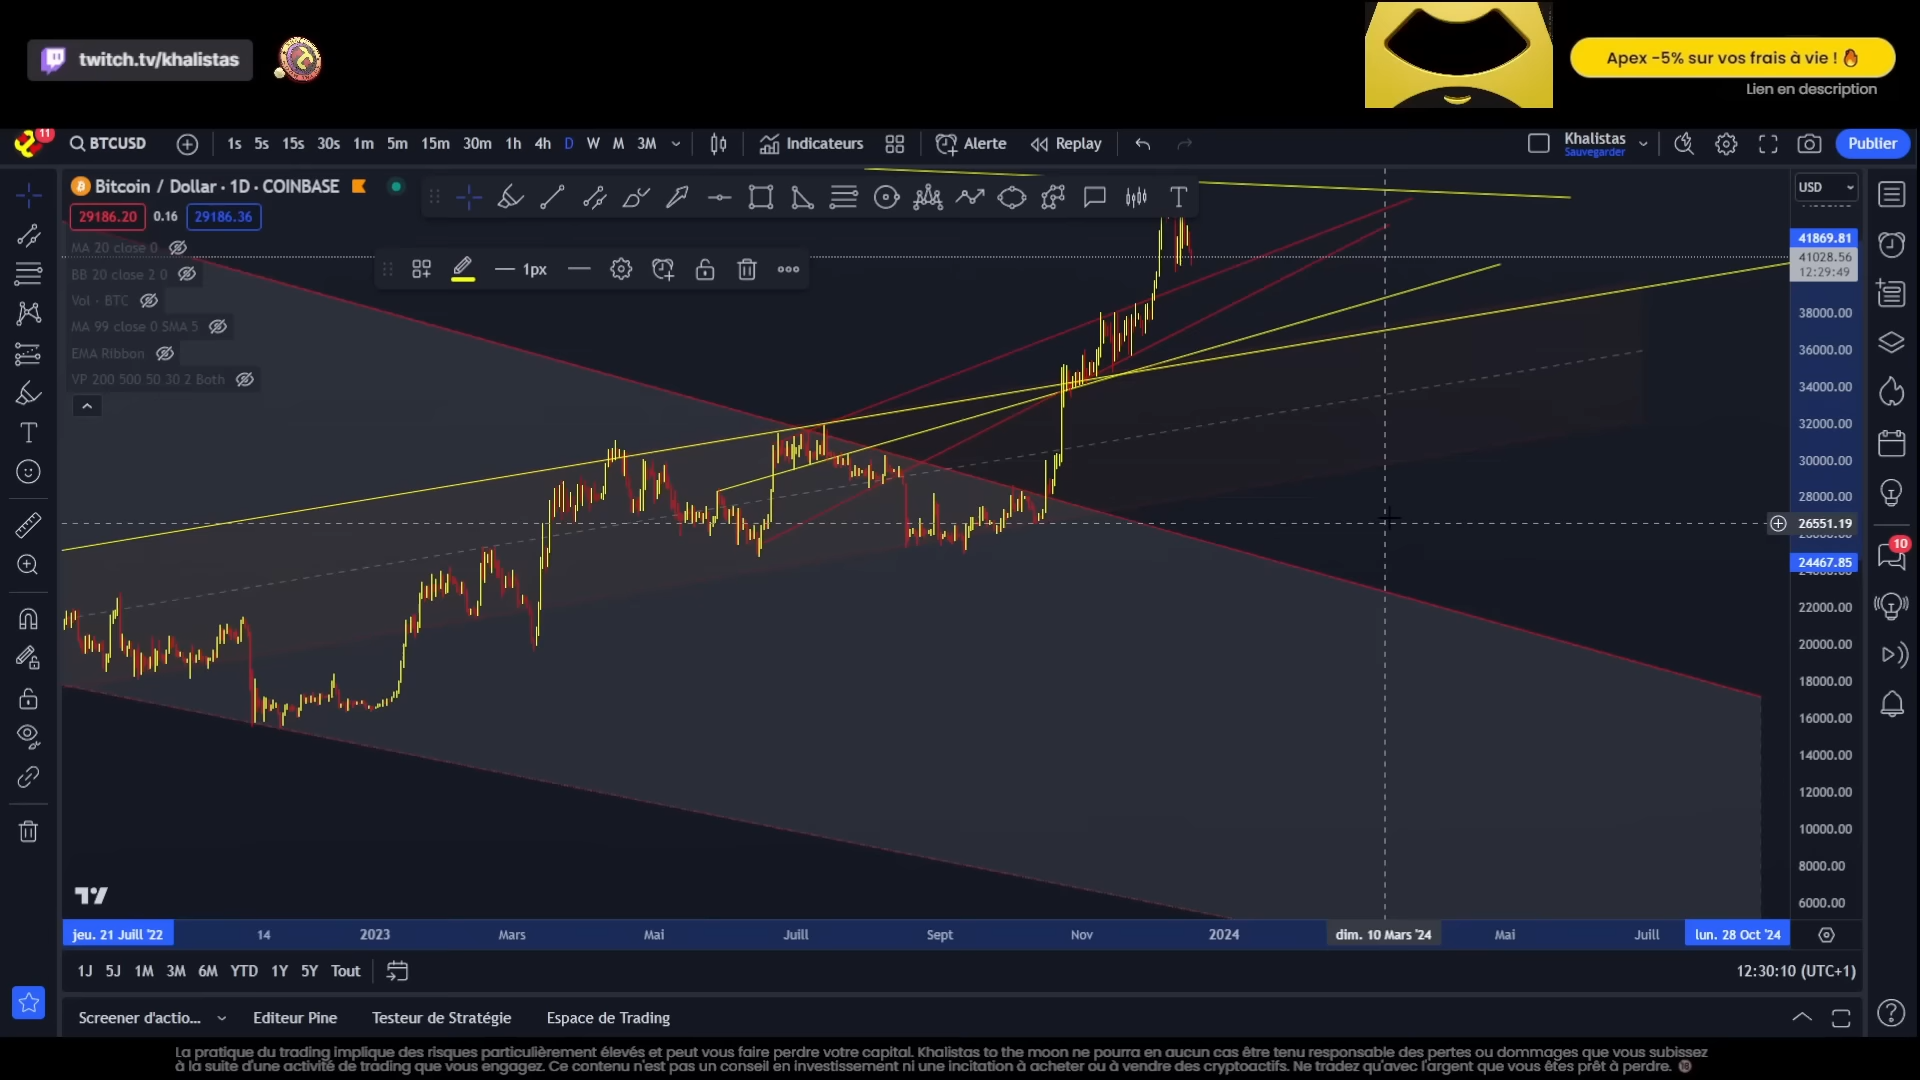 twitch.tv/khalistas
Apex -5% sur vos frais à vie !
Lien en description
11
BTCUSD
1s 5s 15s 30s 1m 5m 15m 30m 1h 4h D W M 3M
Indicateurs
Alerte
Replay
Khalistas
Sauvegarder
Publier
Bitcoin / Dollar · 1D · COINBASE
29186.20 0.16 29186.36
MA 20 close 0
BB 20 close 2 0
Vol · BTC
MA 99 close 0 SMA 5
EMA Ribbon
VP 200 500 50 30 2 Both
1px
USD
41869.81
41028.56
12:29:49
38000.00
36000.00
34000.00
32000.00
30000.00
28000.00
26551.19
24467.85
22000.00
20000.00
18000.00
16000.00
14000.00
12000.00
10000.00
8000.00
6000.00
10
jeu. 21 Juill '22 14 2023 Mars Mai Juill Sept Nov 2024 dim. 10 Mars '24 Mai Juill lun. 28 Oct '24
1J 5J 1M 3M 6M YTD 1Y 5Y Tout
12:30:10 (UTC+1)
Screener d'actio... Editeur Pine Testeur de Stratégie Espace de Trading
La pratique du trading implique des risques particulièrement élevés et peut vous faire perdre votre capital. Khalistas to the moon ne pourra en aucun cas être tenu responsable des pertes ou dommages que vous subissez
à la suite d'une activité de trading que vous engagez. Ce contenu n'est pas un conseil en investissement ni une incitation à acheter ou à vendre des cryptoactifs. Ne tradez qu'avec l'argent que vous êtes prêt à perdre.